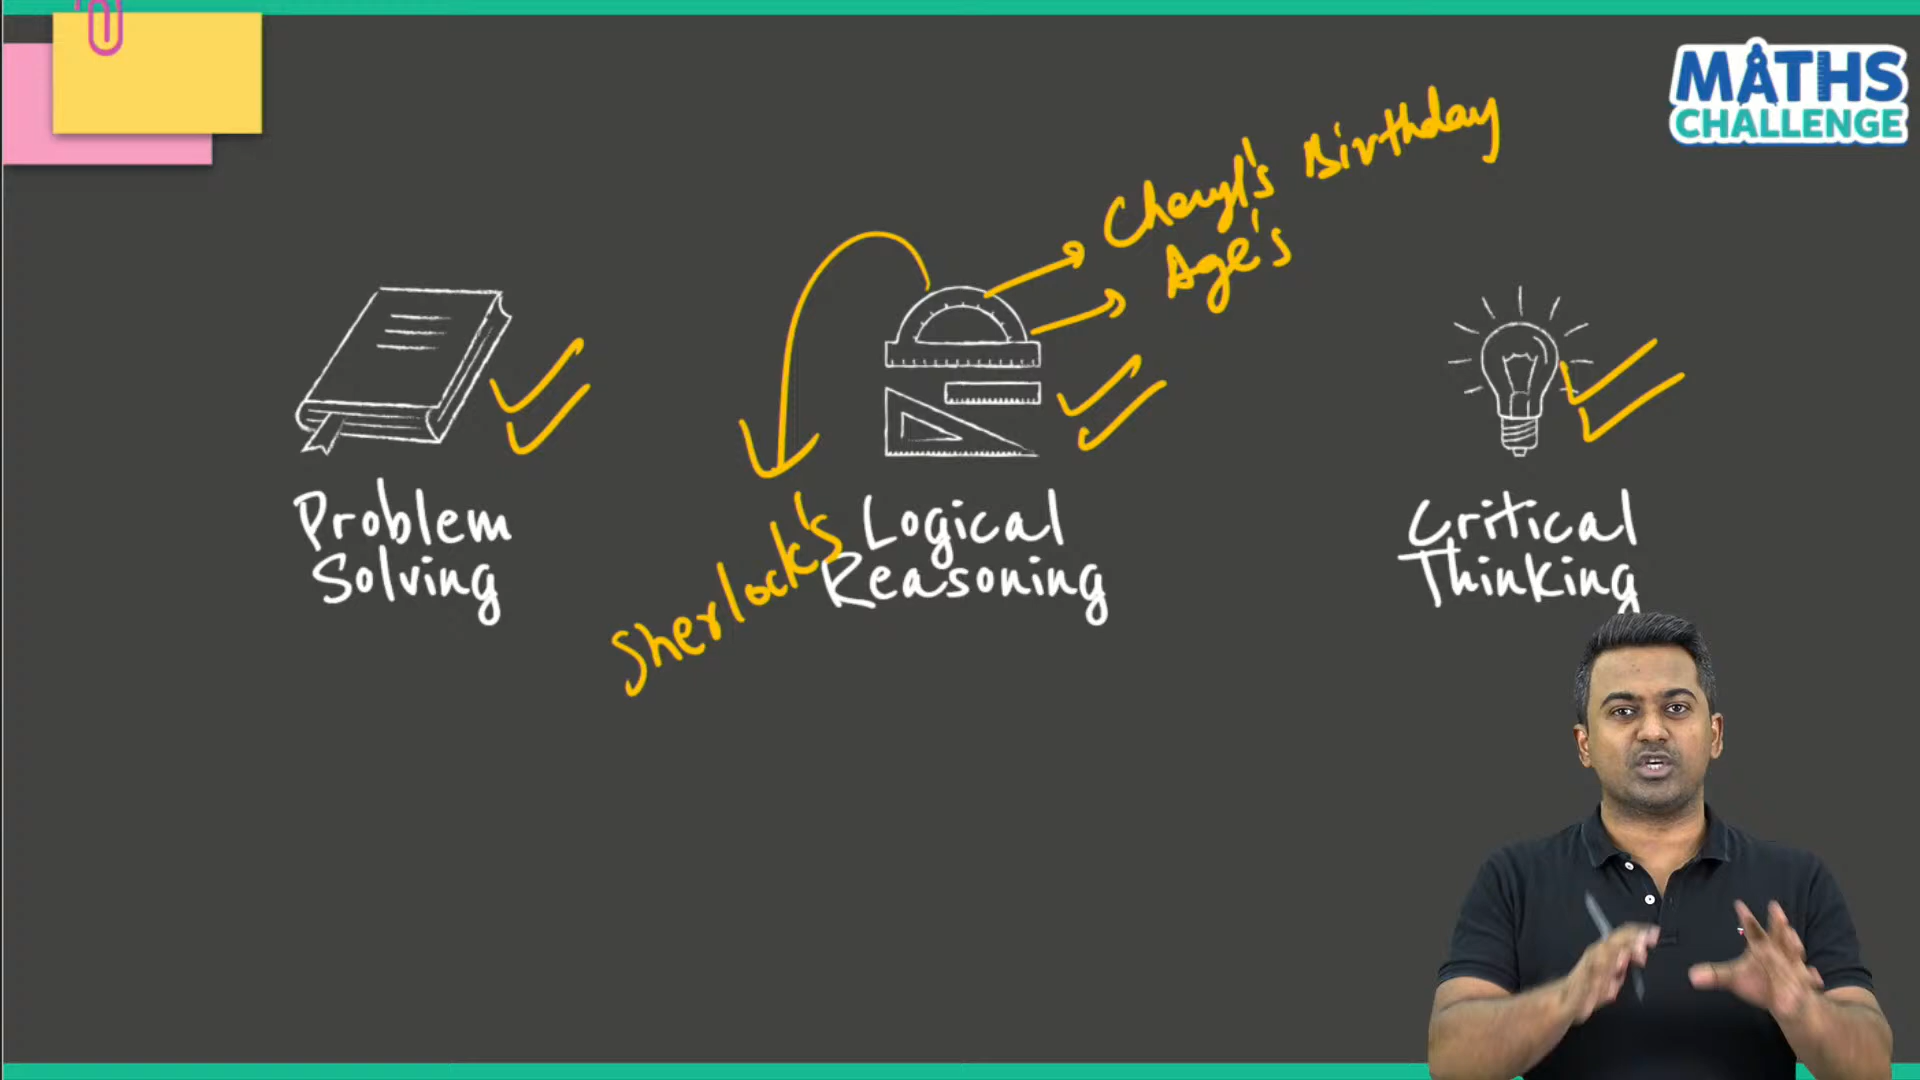 MATHS
CHALLENGE
Cheryl's Birthday
Age's
Problem
Solving
Sherlock's
Logical
Reasoning
Critical
Thinking